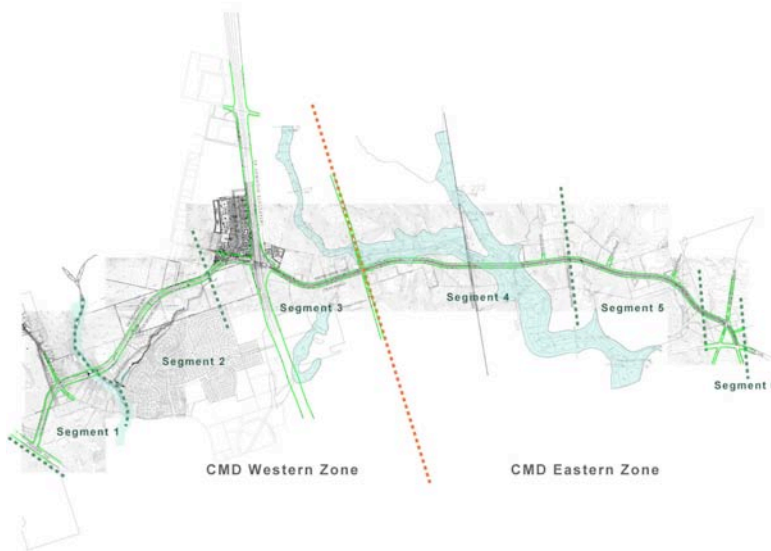 Segment 3
Segment 4
Segment 5
Segment 2
Segment
Segment 1
CMD Western Zone
CMD Eastern Zone